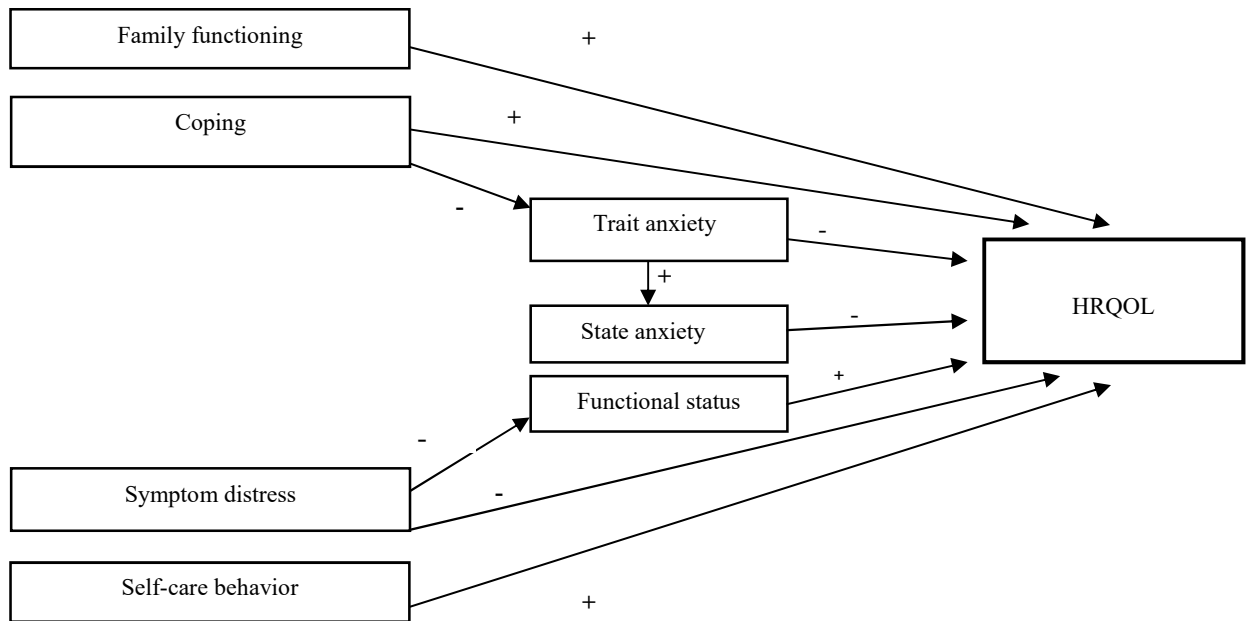 Family functioning
+
Coping
+
-
Trait anxiety
-
+
HRQOL
State anxiety
-
Functional status
+
-
Symptom distress
-
Self-care behavior
+